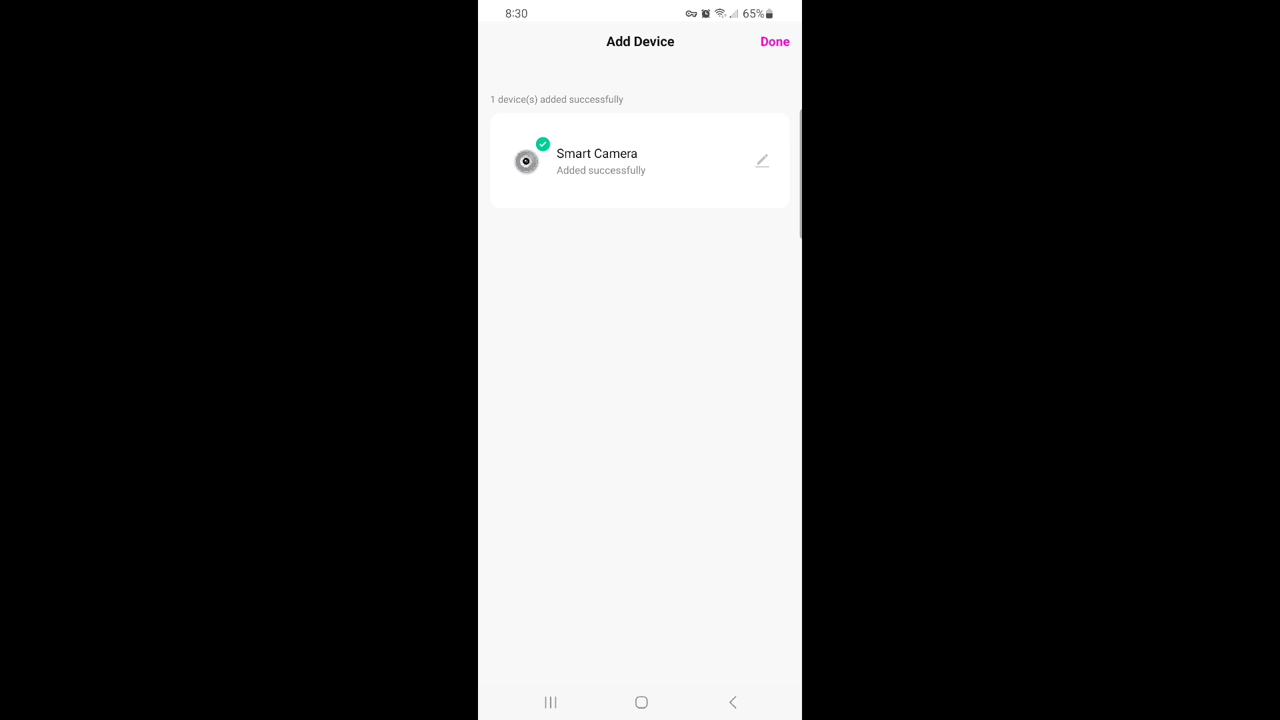 8:30
65%
Add Device
Done
1 device(s) added successfully
Smart Camera
Added successfully